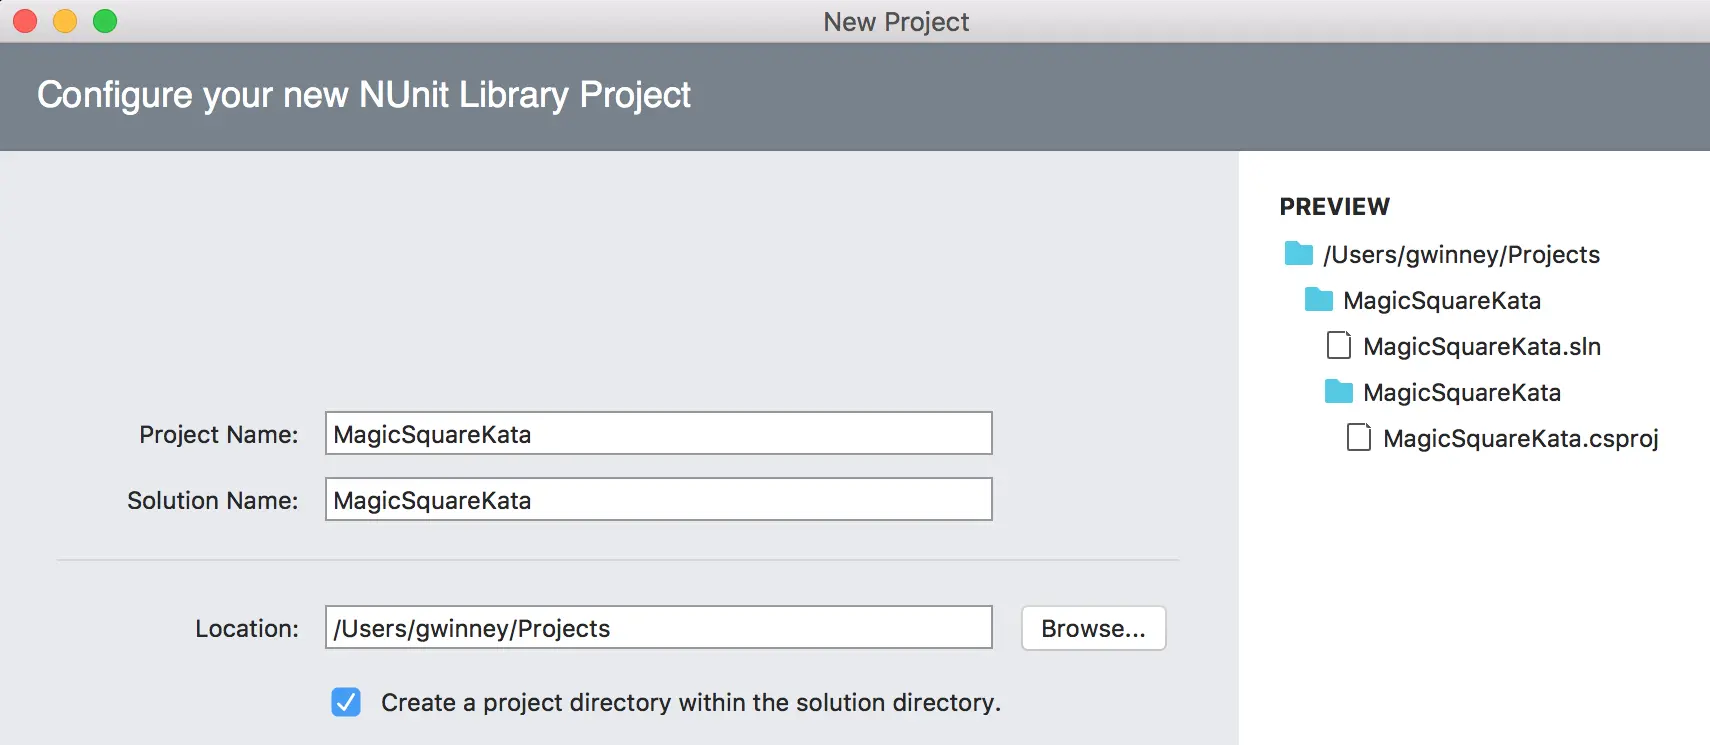 New Project
Configure your new NUnit Library Project
Project Name: MagicSquareKata
Solution Name: MagicSquareKata
Location: /Users/gwinney/Projects Browse...
Create a project directory within the solution directory.
PREVIEW
/Users/gwinney/Projects
MagicSquareKata
MagicSquareKata.sln
MagicSquareKata
MagicSquareKata.csproj